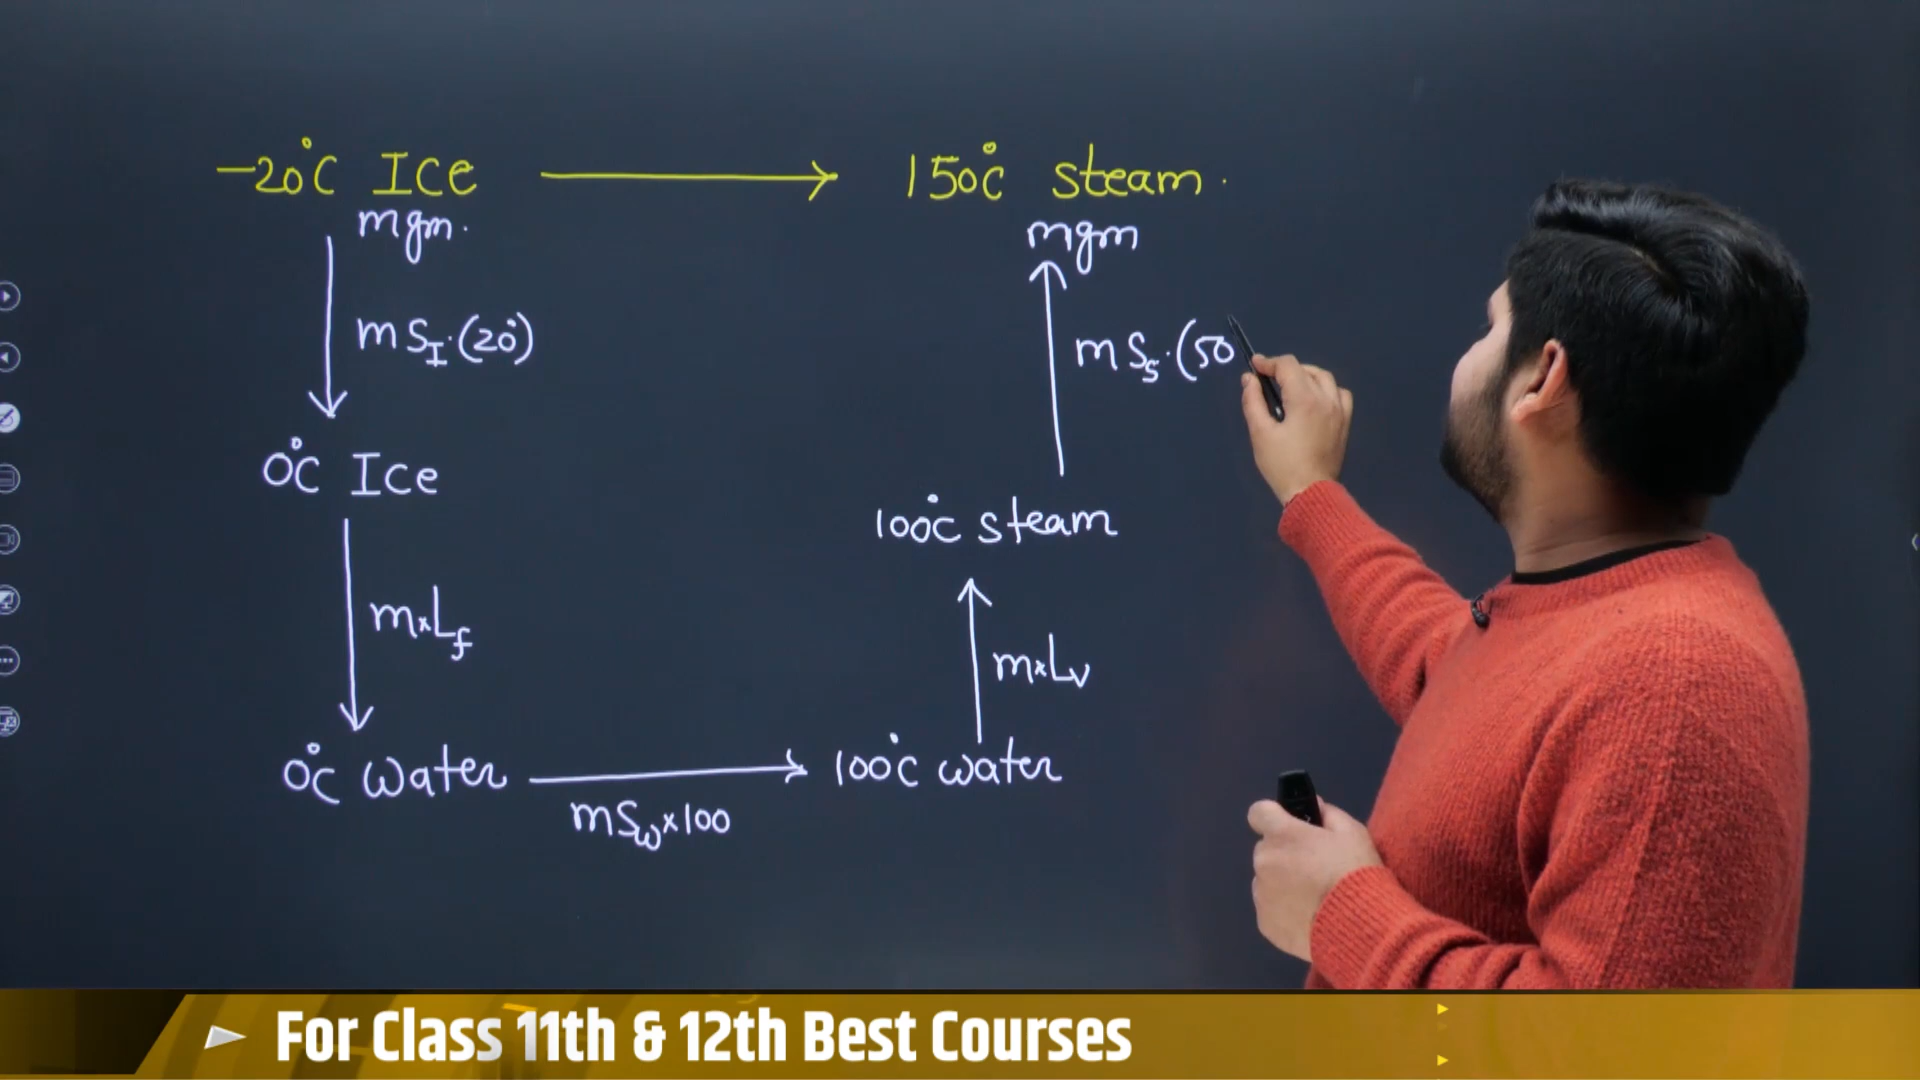 -20°C Ice → 150°C steam.
mgm.
mgm
mS_I·(20°)
mS_s·(50
0°C Ice
100°C steam
m×L_f
m×L_v
0°C water → 100°C water
mS_w×100
For Class 11th & 12th Best Courses